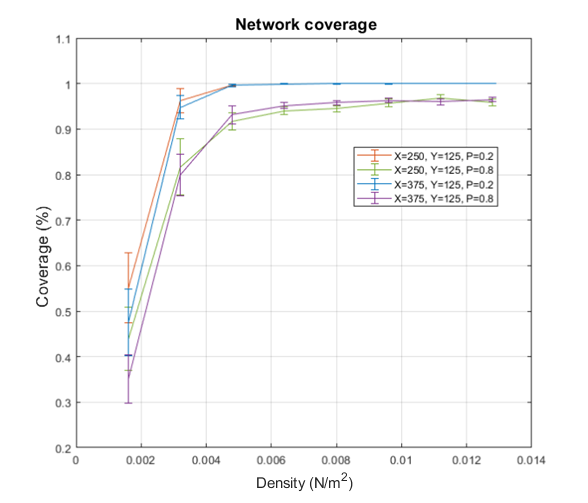 Network coverage
1.1
1
0.9
0.8
0.7
0.6
0.5
0.4
0.3
0.2
Coverage (%)
X=250, Y=125, P=0.2
X=250, Y=125, P=0.8
X=375, Y=125, P=0.2
X=375, Y=125, P=0.8
0 0.002 0.004 0.006 0.008 0.01 0.012 0.014
Density (N/m²)